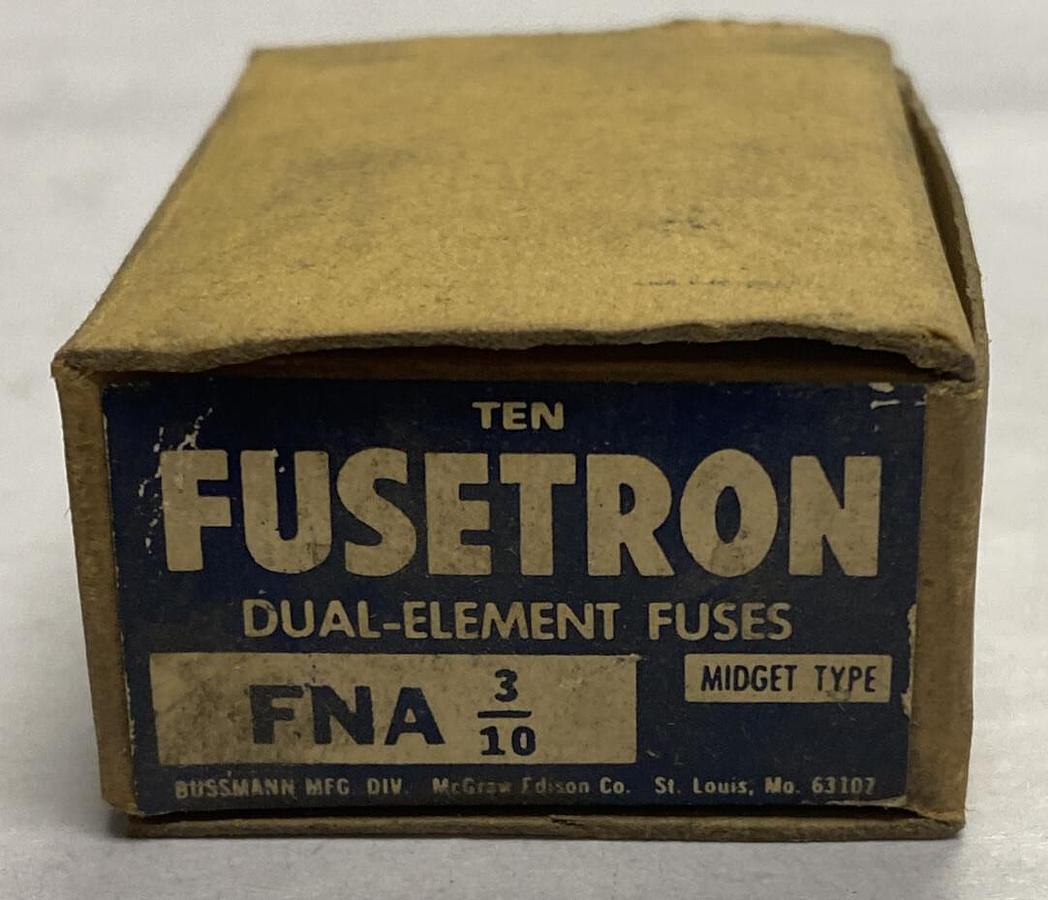 TEN
FUSETRON
DUAL-ELEMENT FUSES
FNA 3/10
MIDGET TYPE
BUSSMANN MFG. DIV. McGraw Edison Co. St. Louis, Mo. 63107